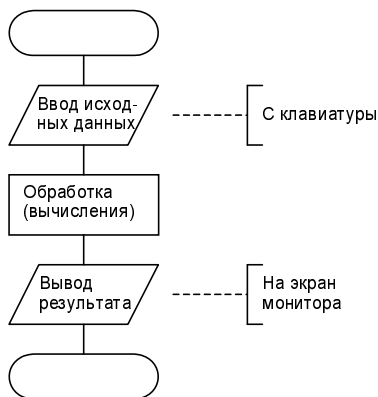 Ввод исход-
ных данных
С клавиатуры
Обработка
(вычисления)
Вывод
результата
На экран
монитора